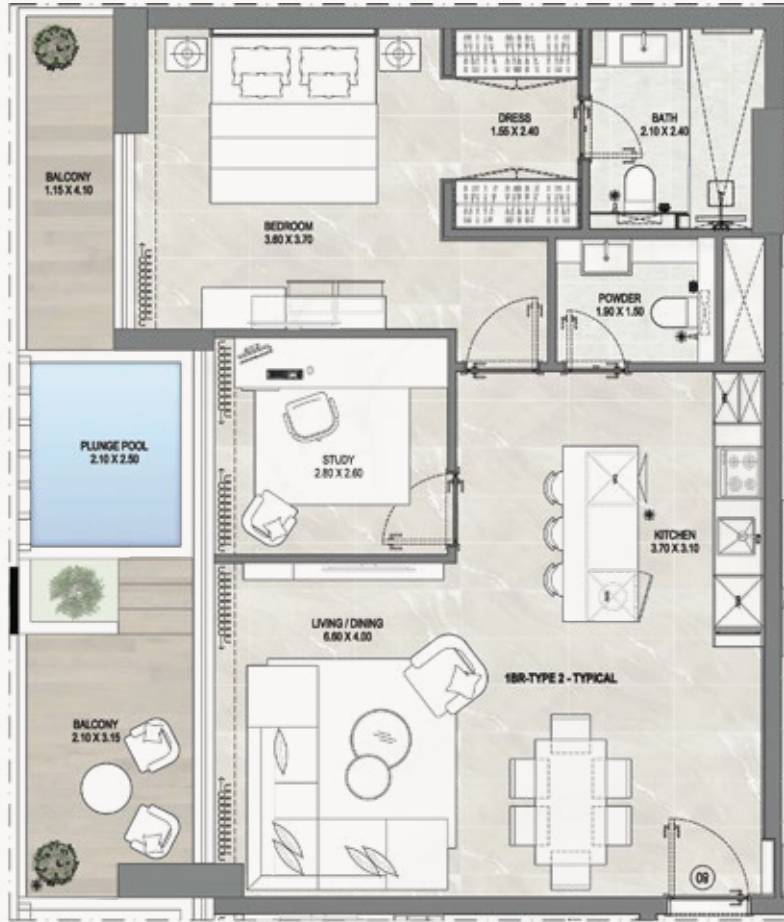 DRESS
1.55 X 2.40
BATH
2.10 X 2.40
BALCONY
1.15 X 4.10
BEDROOM
3.60 X 3.70
POWDER
1.90 X 1.50
PLUNGE POOL
2.10 X 2.50
STUDY
2.80 X 2.60
KITCHEN
3.70 X 3.10
LIVING / DINING
6.60 X 4.00
1BR-TYPE 2 - TYPICAL
BALCONY
2.10 X 3.15